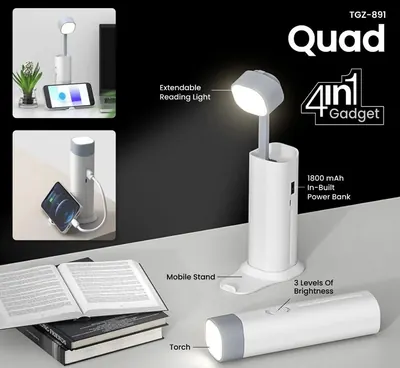 TGZ-891
Quad
4in1
Gadget
Extendable
Reading Light
1800 mAh
In-Built
Power Bank
Mobile Stand
3 Levels Of
Brightness
Torch